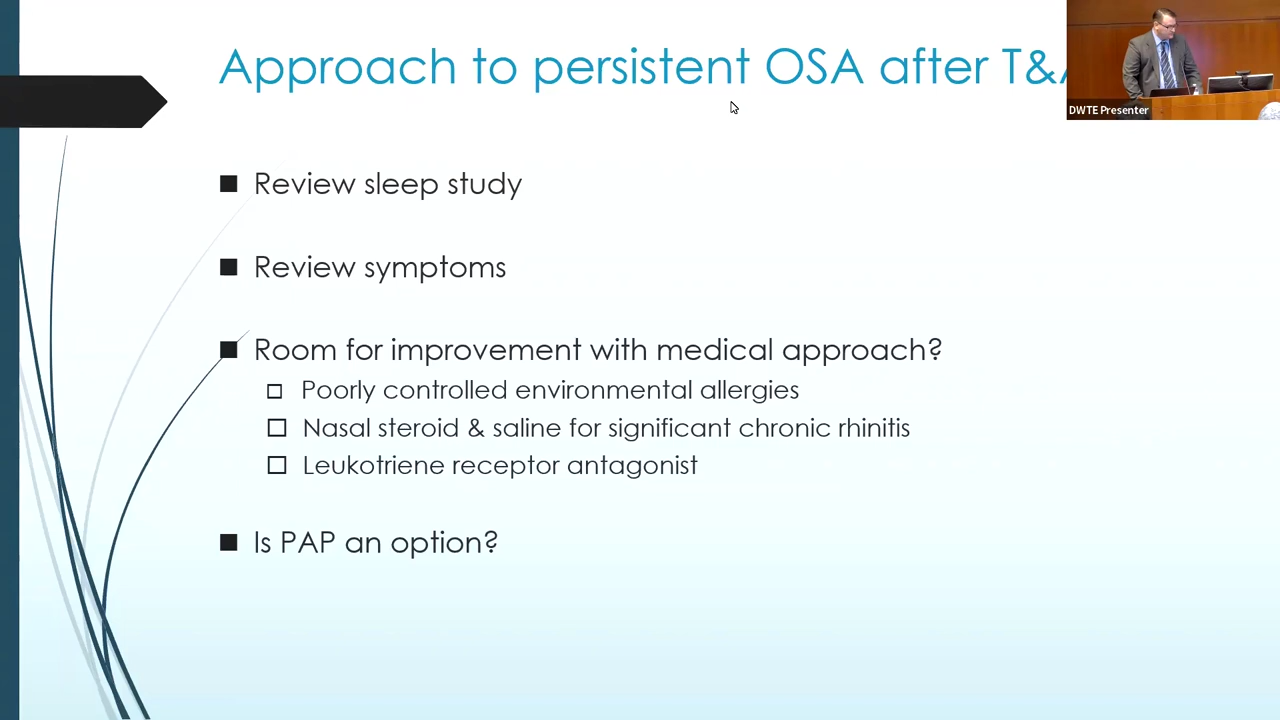 Approach to persistent OSA after T&A
DWTE Presenter
■ Review sleep study
■ Review symptoms
■ Room for improvement with medical approach?
□ Poorly controlled environmental allergies
□ Nasal steroid & saline for significant chronic rhinitis
□ Leukotriene receptor antagonist
■ Is PAP an option?